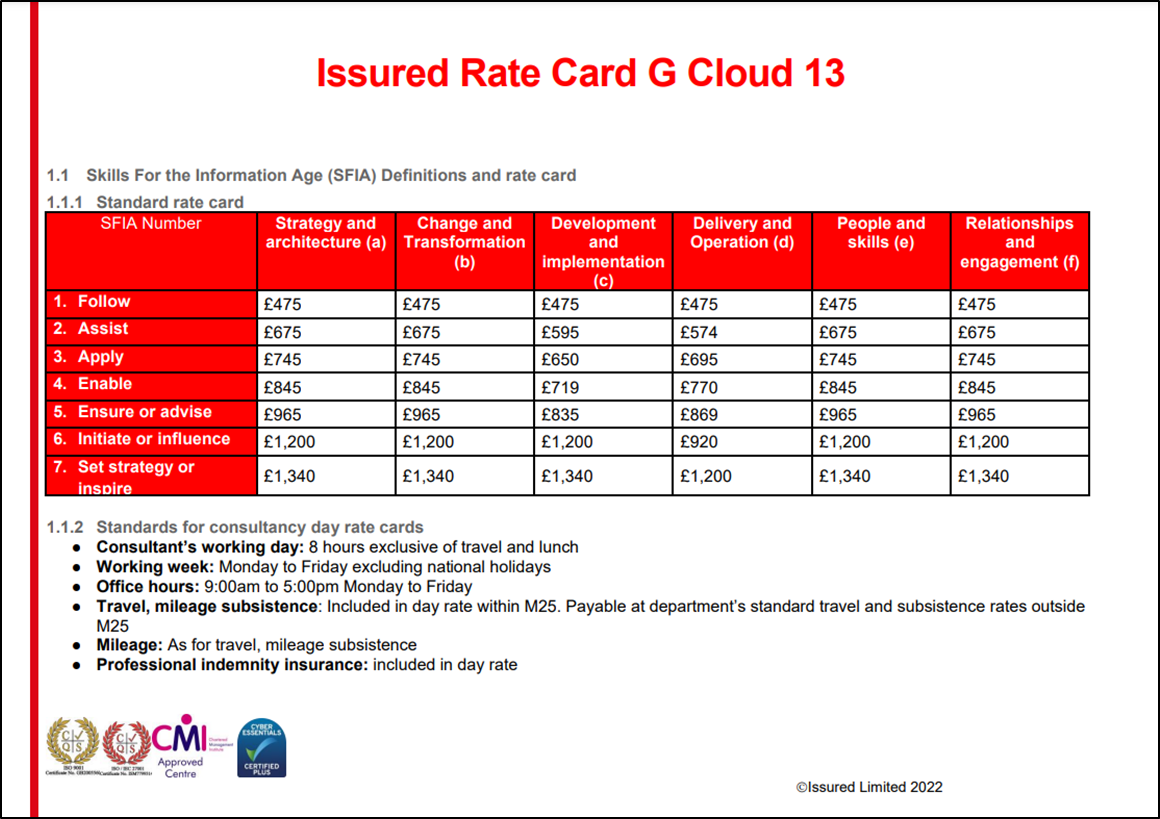 Issured Rate Card G Cloud 13
1.1 Skills For the Information Age (SFIA) Definitions and rate card
1.1.1 Standard rate card
SFIA Number Strategy and architecture (a) Change and Transformation (b) Development and implementation (c) Delivery and Operation (d) People and skills (e) Relationships and engagement (f)
1. Follow £475 £475 £475 £475 £475 £475
2. Assist £675 £675 £595 £574 £675 £675
3. Apply £745 £745 £650 £695 £745 £745
4. Enable £845 £845 £719 £770 £845 £845
5. Ensure or advise £965 £965 £835 £869 £965 £965
6. Initiate or influence £1,200 £1,200 £1,200 £920 £1,200 £1,200
7. Set strategy or inspire £1,340 £1,340 £1,340 £1,200 £1,340 £1,340
1.1.2 Standards for consultancy day rate cards
● Consultant's working day: 8 hours exclusive of travel and lunch
● Working week: Monday to Friday excluding national holidays
● Office hours: 9:00am to 5:00pm Monday to Friday
● Travel, mileage subsistence: Included in day rate within M25. Payable at department's standard travel and subsistence rates outside
M25
● Mileage: As for travel, mileage subsistence
● Professional indemnity insurance: included in day rate
CQS
ISO 9001
CQS
ISO / IEC 27001
CMI
Chartered
Management
Institute
Approved
Centre
CYBER
ESSENTIALS
CERTIFIED
PLUS
©Issured Limited 2022